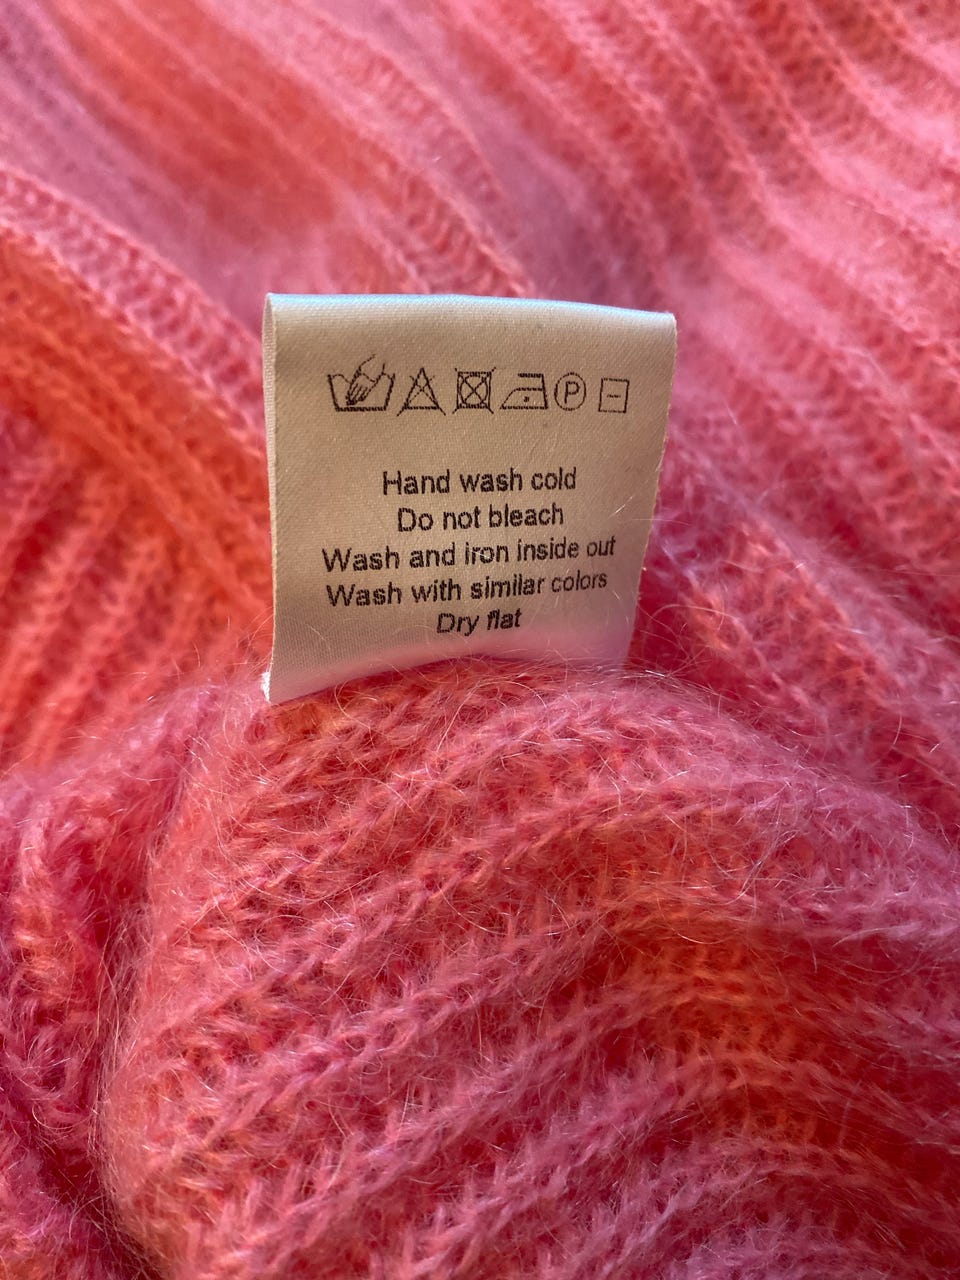 P
Hand wash cold
Do not bleach
Wash and iron inside out
Wash with similar colors
Dry flat